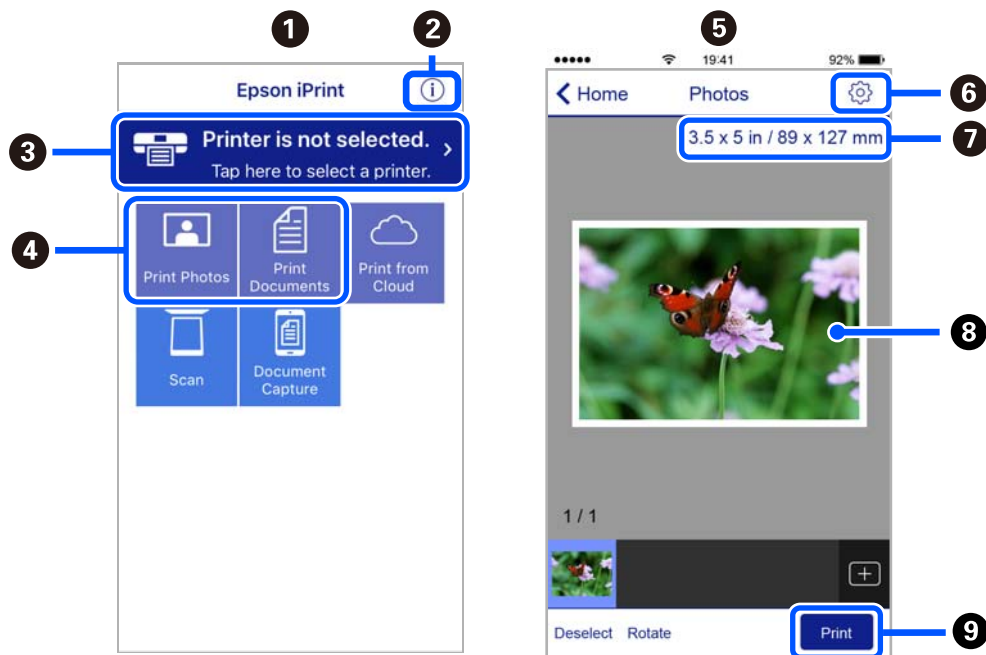 1
2
Epson iPrint
3
Printer is not selected.
Tap here to select a printer.
4
Print Photos
Print
Documents
Print from
Cloud
Scan
Document
Capture
5
19:41
92%
Home
Photos
6
3.5 x 5 in / 89 x 127 mm
7
8
1 / 1
Deselect
Rotate
Print
9